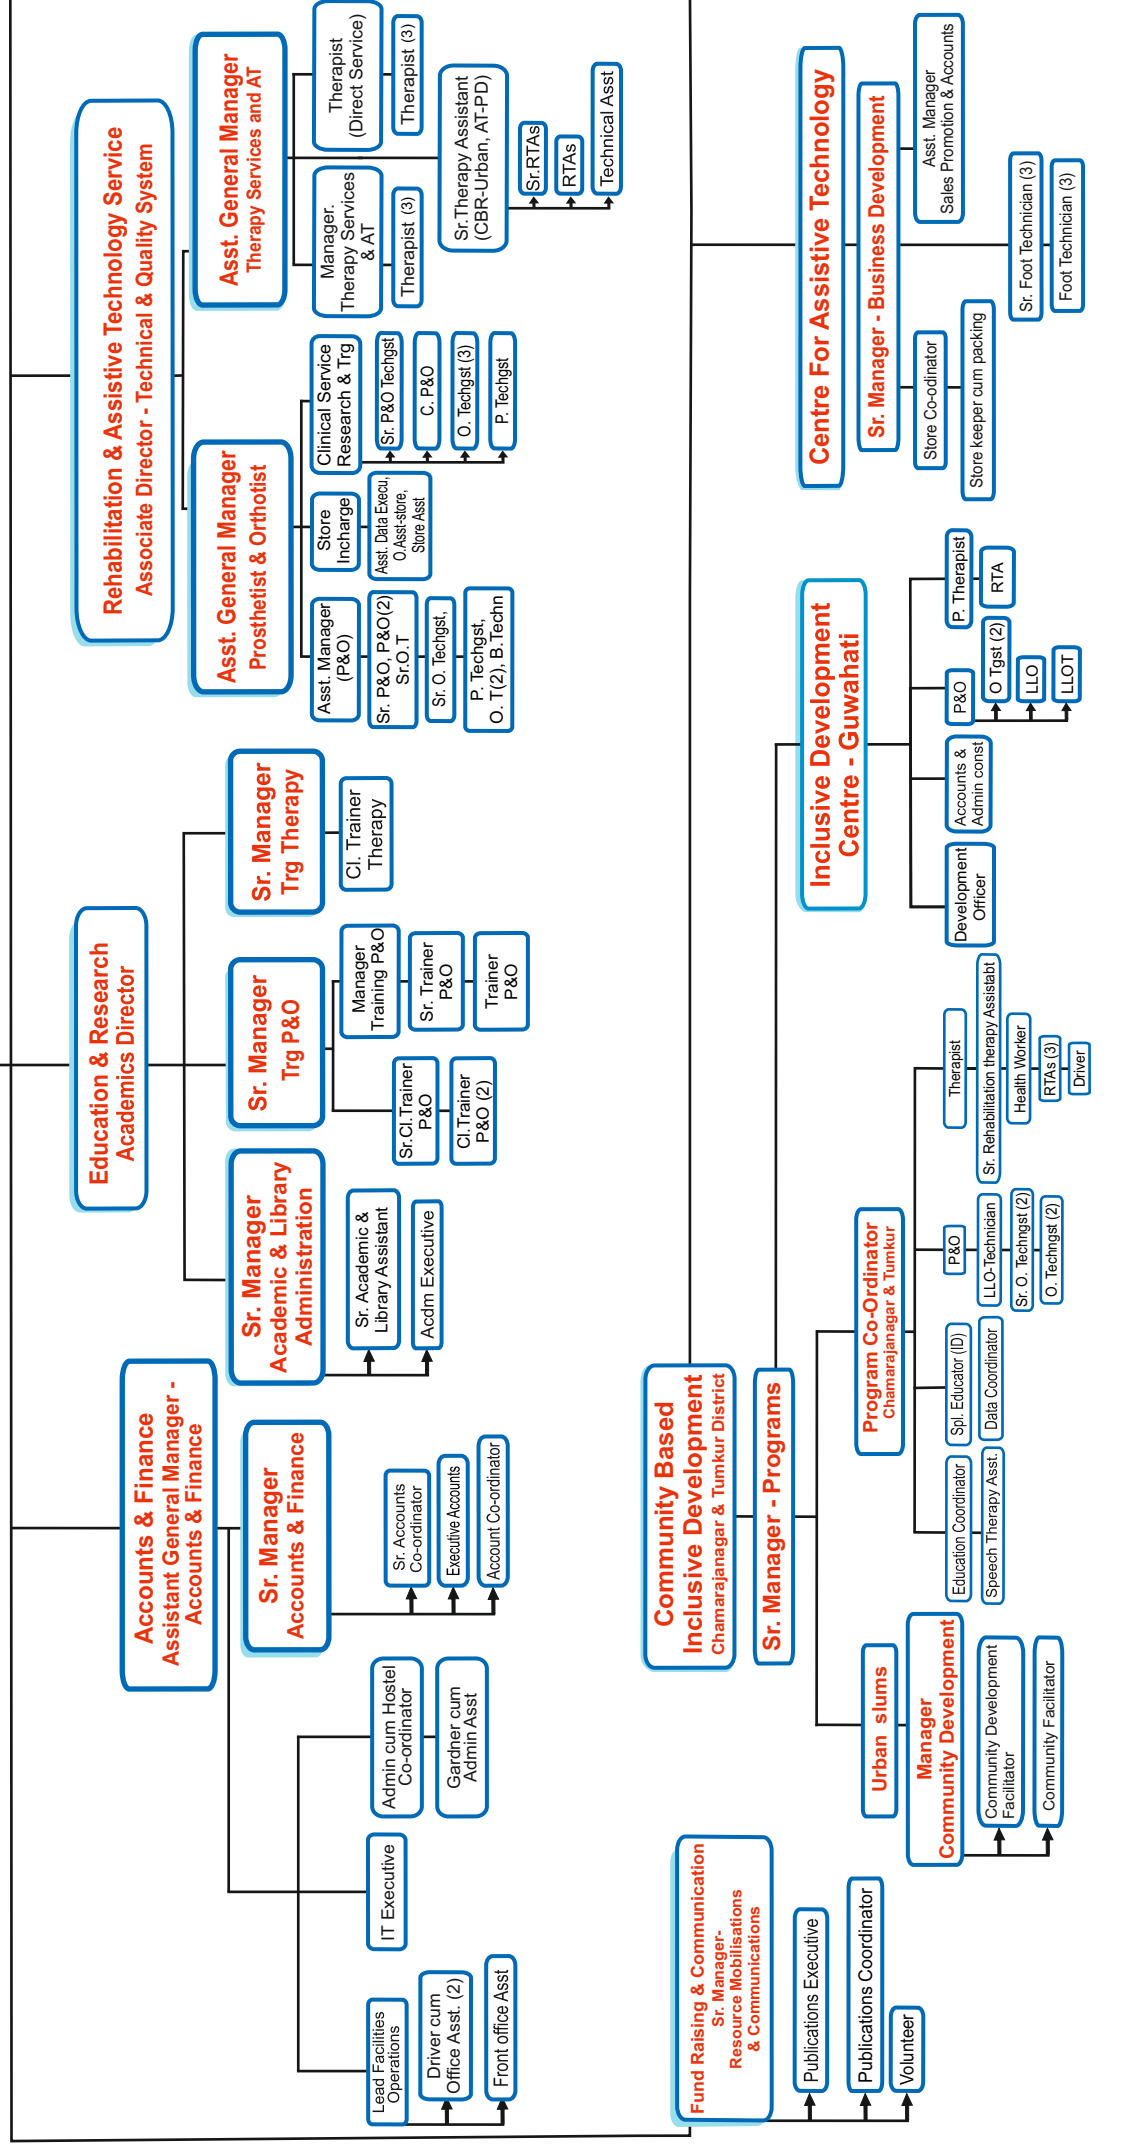 Accounts & Finance
Assistant General Manager -
Accounts & Finance
Lead Facilities
Operations
Driver cum
Office Asst. (2)
Front office Asst
IT Executive
Admin cum Hostel
Co-ordinator
Gardner cum
Admin Asst
Sr. Manager
Accounts & Finance
Sr. Accounts
Co-ordinator
Executive Accounts
Account Co-ordinator
Education & Research
Academics Director
Sr. Manager
Academic & Library
Administration
Sr. Academic &
Library Assistant
Acdm Executive
Sr. Manager
Trg P&O
Sr.Cl.Trainer
P&O
Cl.Trainer
P&O (2)
Manager
Training P&O
Sr. Trainer
P&O
Trainer
P&O
Sr. Manager
Trg Therapy
Cl. Trainer
Therapy
Rehabilitation & Assistive Technology Service
Associate Director - Technical & Quality System
Asst. General Manager
Prosthetist & Orthotist
Asst. Manager
(P&O)
Sr. P&O, P&O(2)
Sr.O.T
Sr. O. Techgst,
P. Techgst,
O. T(2), B.Techn
Store
Incharge
Asst. Data Execu,
O.Asst-store,
Store Asst
Clinical Service
Research & Trg
Sr. P&O Techgst
C. P&O
O. Techgst (3)
P. Techgst
Asst. General Manager
Therapy Services and AT
Manager.
Therapy Services
& AT
Therapist (3)
Therapist
(Direct Service)
Therapist (3)
Sr.Therapy Assistant
(CBR-Urban, AT-PD)
Sr.RTAs
RTAs
Technical Asst
Fund Raising & Communication
Sr. Manager-
Resource Mobilisations
& Communications
Publications Executive
Publications Coordinator
Volunteer
Community Based
Inclusive Development
Chamarajanagar & Tumkur District
Sr. Manager - Programs
Urban slums
Manager
Community Development
Community Development
Facilitator
Community Facilitator
Program Co-Ordinator
Chamarajanagar & Tumkur
Education Coordinator
Speech Therapy Asst.
Spl. Educator (ID)
Data Coordinator
P&O
LLO-Technician
Sr. O. Techngst (2)
O. Techngst (2)
Therapist
Sr. Rehabilitation therapy Assistabt
Health Worker
RTAs (3)
Driver
Inclusive Development
Centre - Guwahati
Development
Officer
Accounts &
Admin const
P&O
O Tgst (2)
LLO
LLOT
P. Therapist
RTA
Centre For Assistive Technology
Sr. Manager - Business Development
Store Co-odinator
Store keeper cum packing
Asst. Manager
Sales Promotion & Accounts
Sr. Foot Technician (3)
Foot Technician (3)